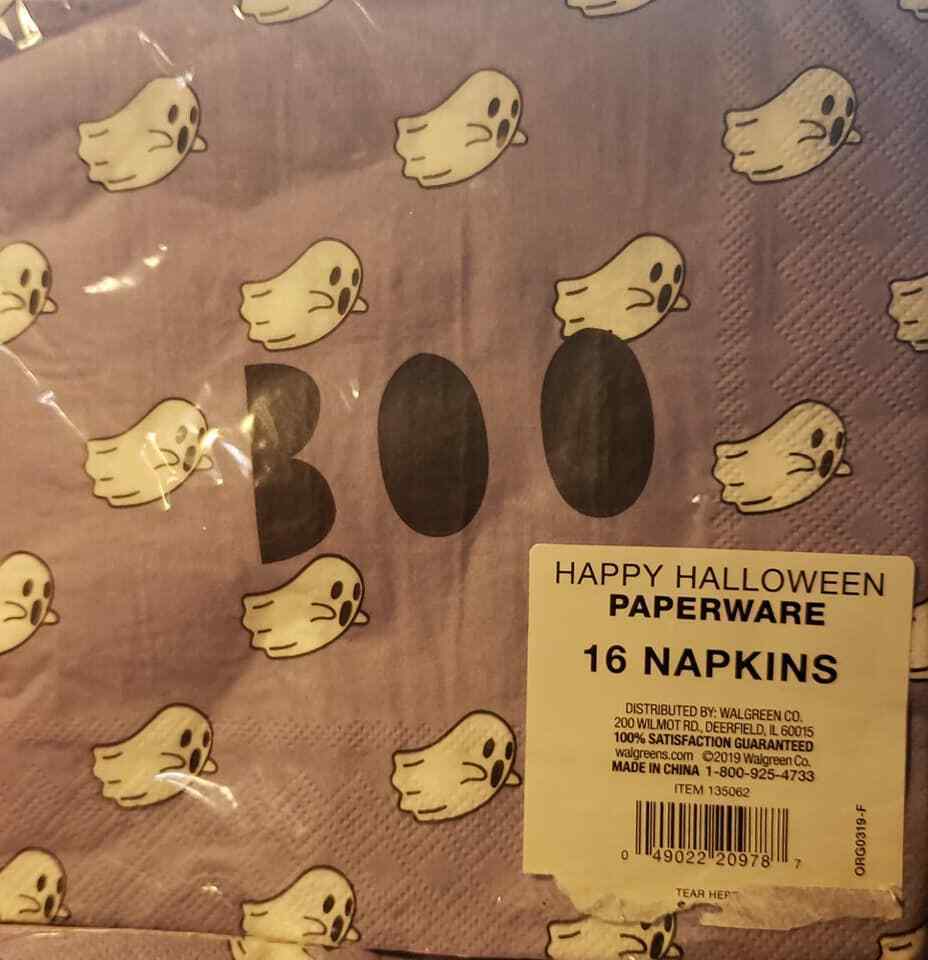 BOO
HAPPY HALLOWEEN
PAPERWARE
16 NAPKINS
DISTRIBUTED BY: WALGREEN CO.
200 WILMOT RD., DEERFIELD, IL 60015
100% SATISFACTION GUARANTEED
walgreens.com ©2019 Walgreen Co.
MADE IN CHINA 1-800-925-4733
ITEM 135062
0 49022 20978 7
ORG0319-F
TEAR